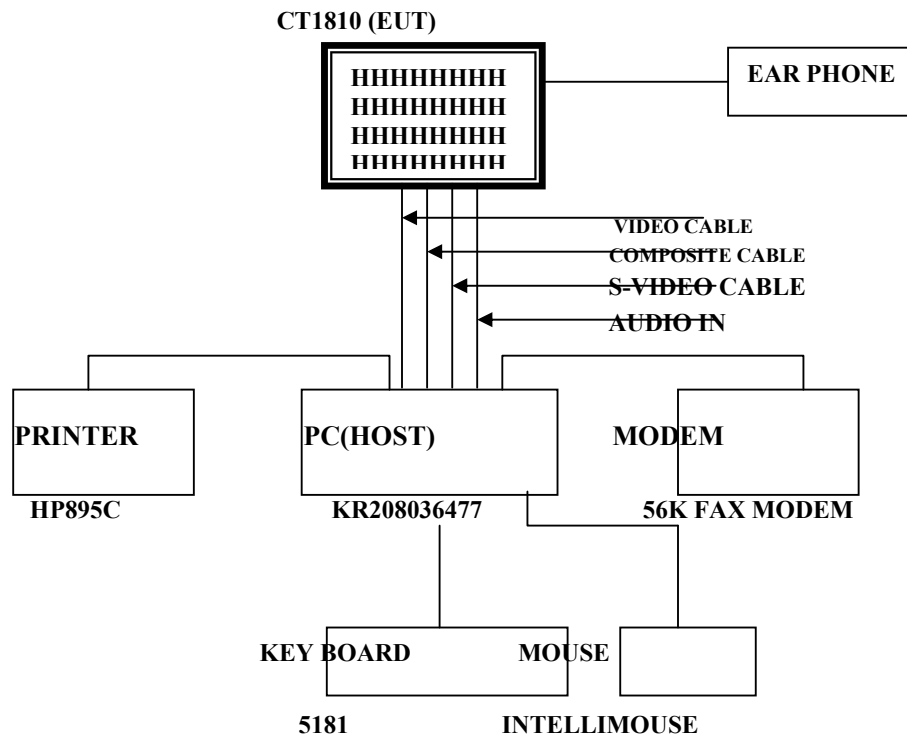 CT1810 (EUT)
HHHHHHHH
HHHHHHHH
HHHHHHHH
HHHHHHHH
EAR PHONE
VIDEO CABLE
COMPOSITE CABLE
S-VIDEO CABLE
AUDIO IN
PRINTER
PC(HOST)
MODEM
HP895C
KR208036477
56K FAX MODEM
KEY BOARD
MOUSE
5181
INTELLIMOUSE